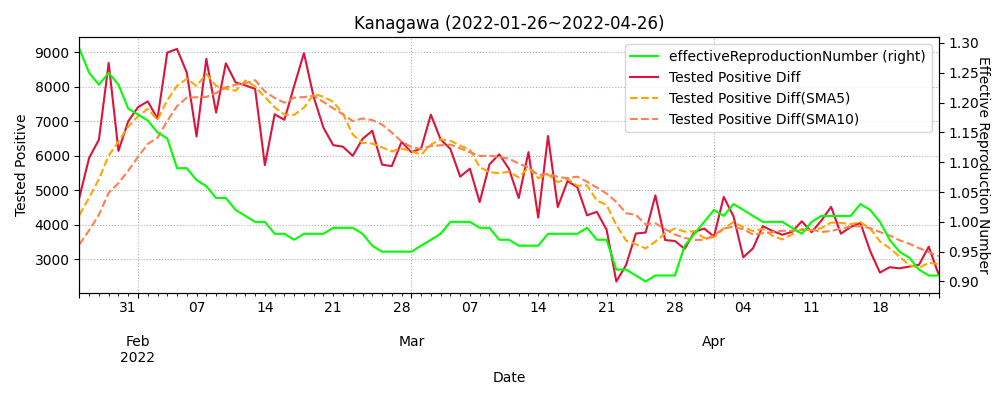 Kanagawa (2022-01-26~2022-04-26)
effectiveReproductionNumber (right)
Tested Positive Diff
Tested Positive Diff(SMA5)
Tested Positive Diff(SMA10)
Tested Positive
9000
8000
7000
6000
5000
4000
3000
1.30
1.25
1.20
1.15
1.10
1.05
1.00
0.95
0.90
Effective Reproduction Number
31 07 14 21 28 07 14 21 28 04 11 18
Feb Mar Apr
2022
Date